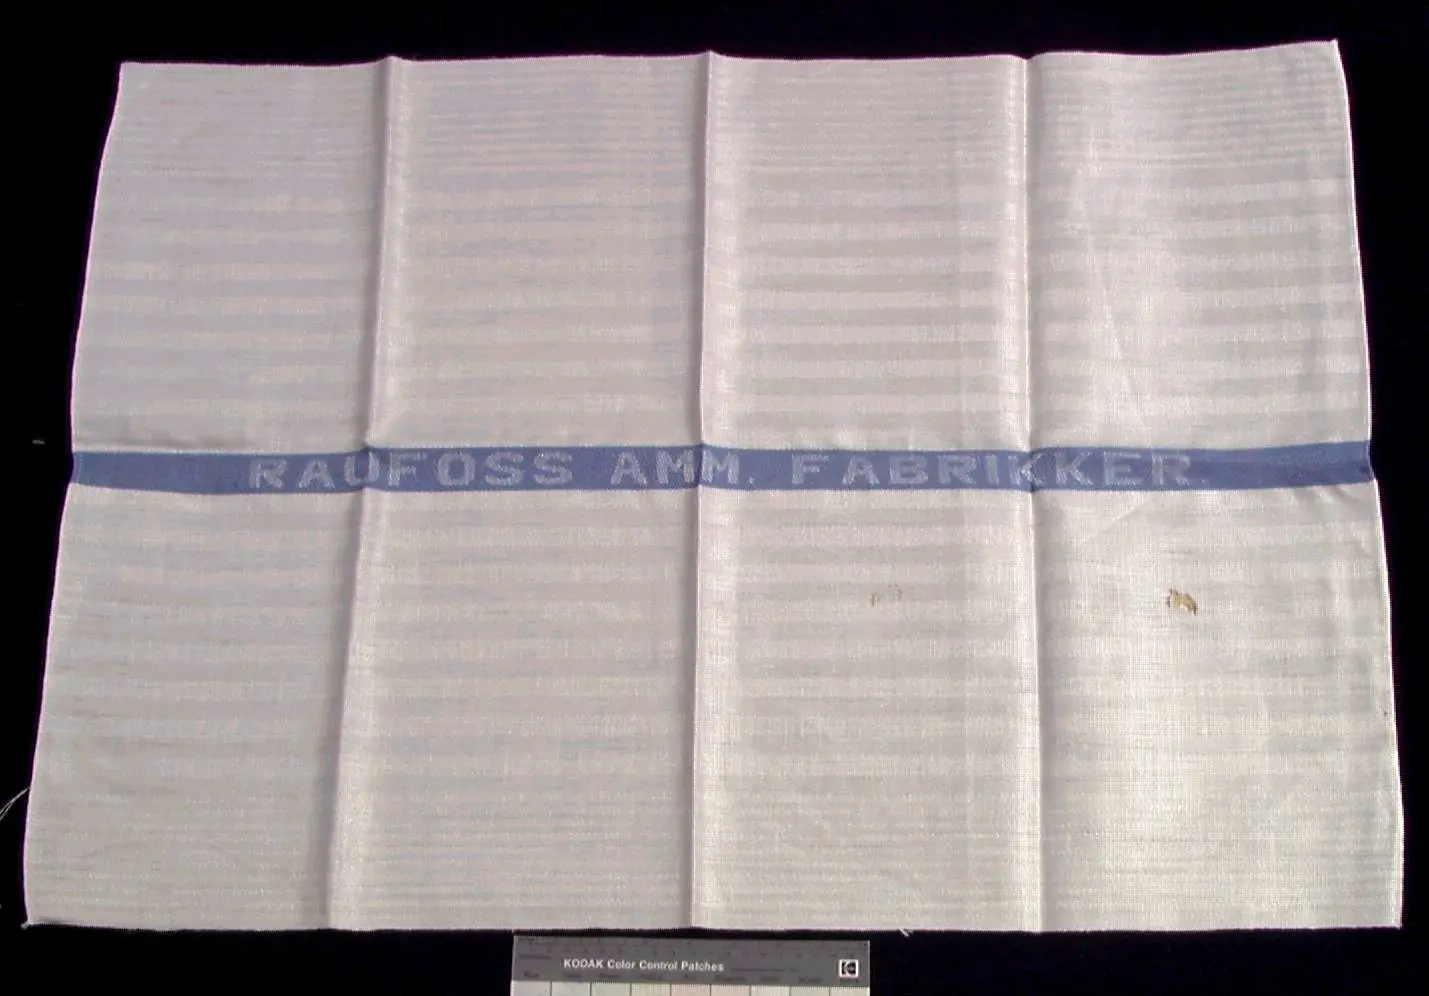 RAUFOSS AMM. FABRIKKER
KODAK Color Control Patches